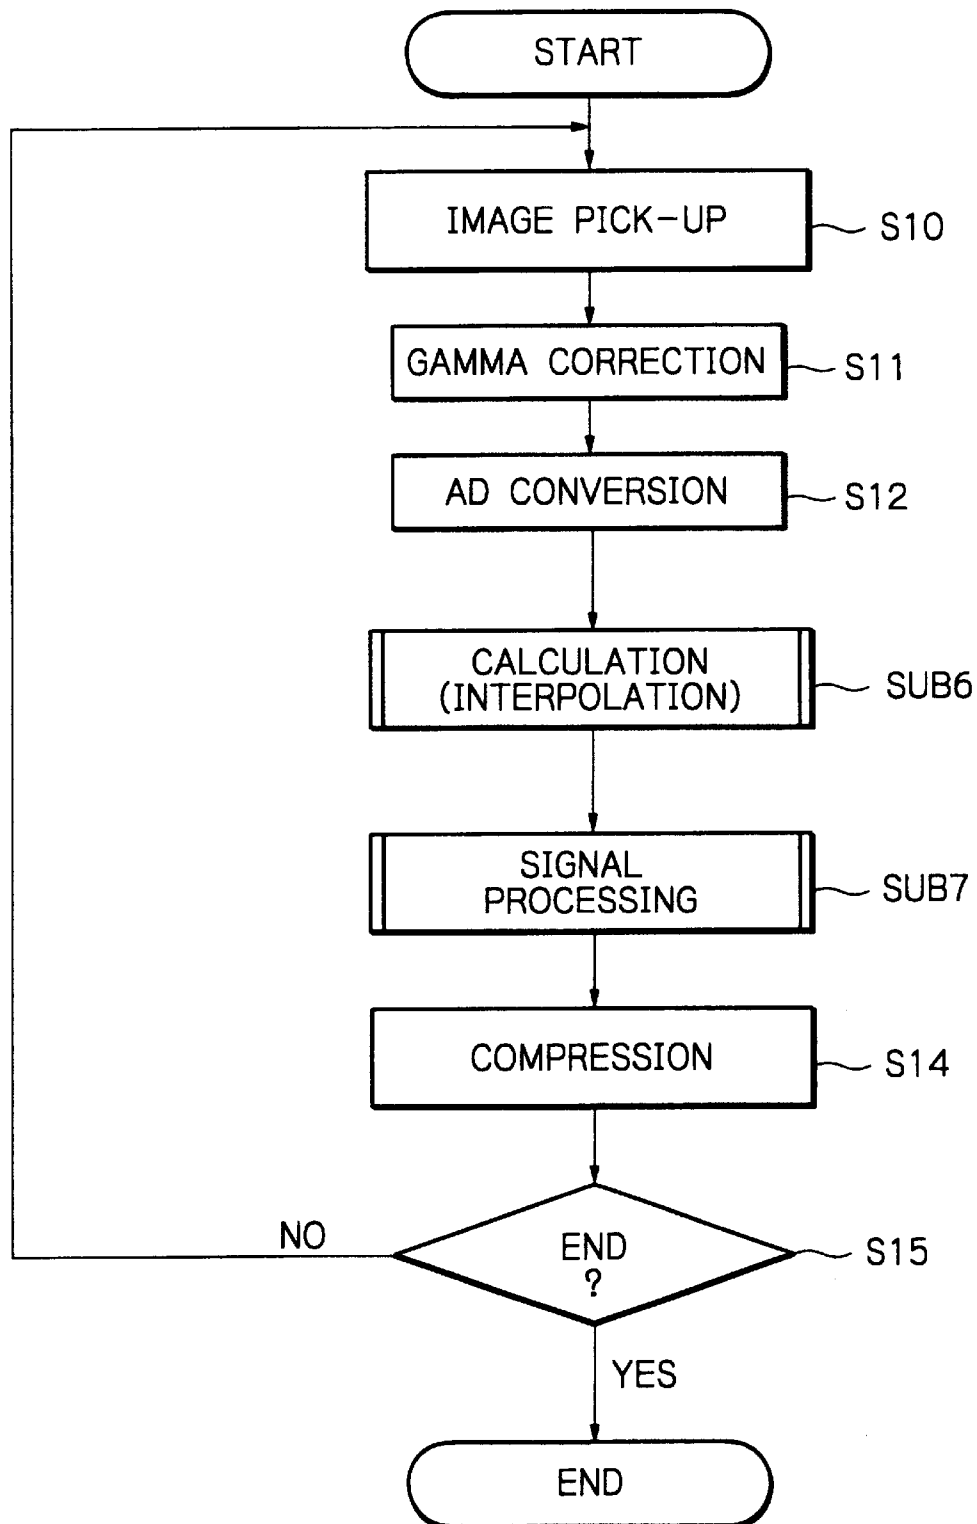 START
IMAGE PICK-UP
S10
GAMMA CORRECTION
S11
AD CONVERSION
S12
CALCULATION
(INTERPOLATION)
SUB6
SIGNAL
PROCESSING
SUB7
COMPRESSION
S14
NO
END
?
S15
YES
END